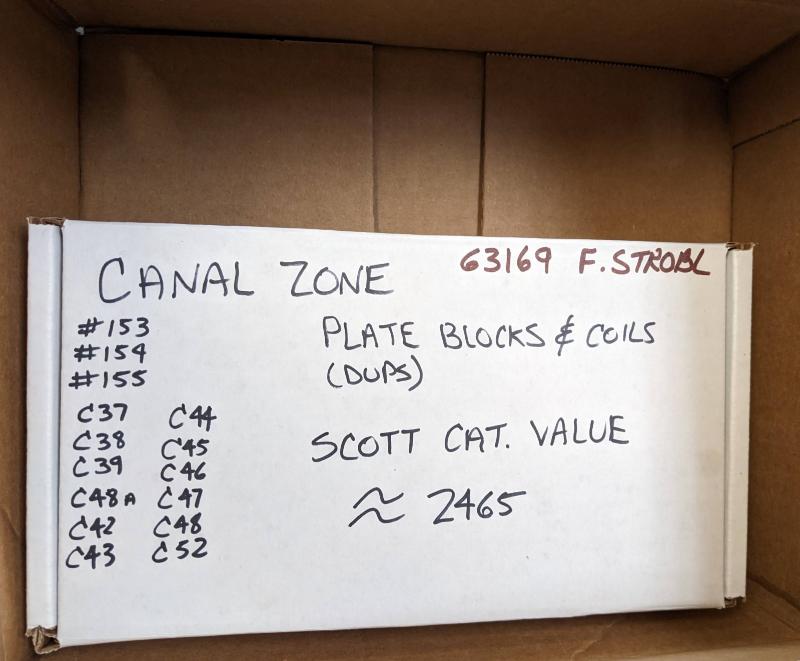 CANAL ZONE
63169 F. STROBL
#153
#154
#155
C37 C44
C38 C45
C39 C46
C48A C47
C42 C48
C43 C52
PLATE BLOCKS & COILS
(DUPS)
SCOTT CAT. VALUE
≈ 2465